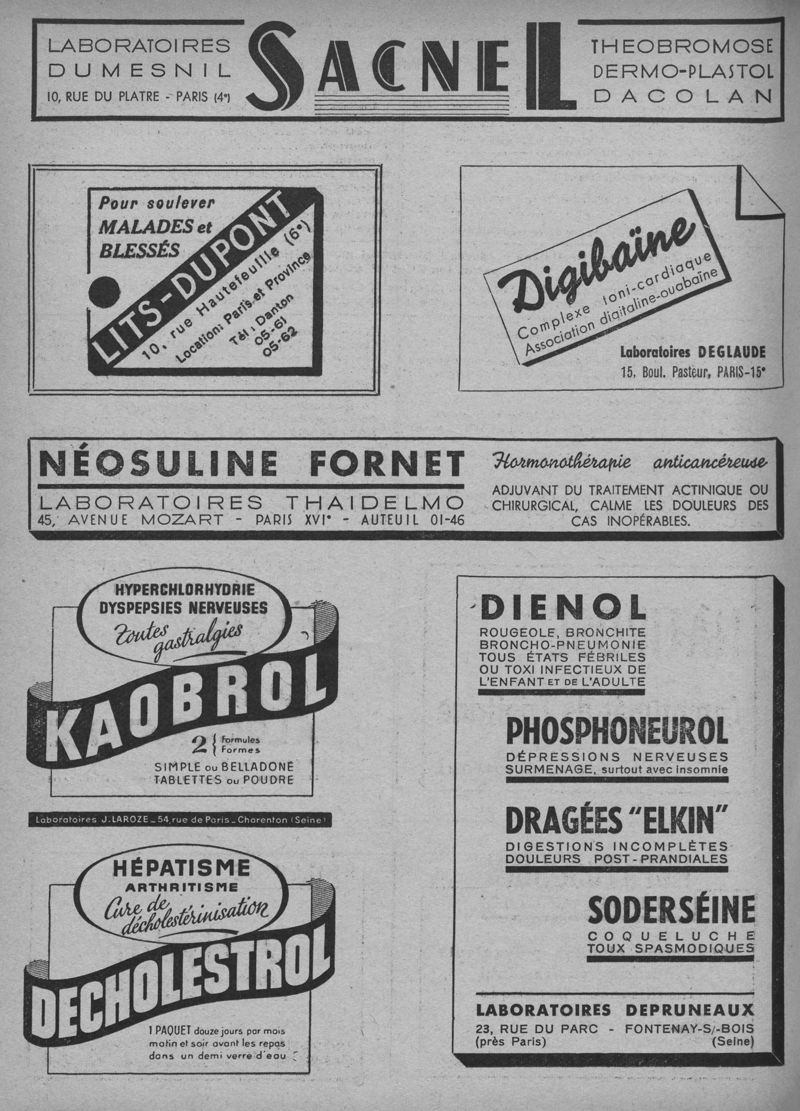 LABORATOIRES
DUMESNIL
10, RUE DU PLATRE - PARIS (4e)
SACNEL
THEOBROMOSE
DERMO-PLASTOL
DACOLAN
Pour soulever
MALADES et
BLESSÉS
LITS-DUPONT
10, rue Hautefeuille (6e)
Location: Paris et Province
Tél: Danton
05-61
05-62
Digibaïne
Complexe toni-cardiaque
Association digitaline-ouabaïne
Laboratoires DEGLAUDE
15, Boul. Pasteur, PARIS-15e
NÉOSULINE FORNET
LABORATOIRES THAIDELMO
45, AVENUE MOZART - PARIS XVIe - AUTEUIL 01-46
Hormonothérapie anticancéreuse
ADJUVANT DU TRAITEMENT ACTINIQUE OU
CHIRURGICAL, CALME LES DOULEURS DES
CAS INOPÉRABLES.
HYPERCHLORHYDRIE
DYSPEPSIES NERVEUSES
Toutes
gastralgies
KAOBROL
2 { Formules
Formes
SIMPLE ou BELLADONÉ
TABLETTES ou POUDRE
Laboratoires J. LAROZE - 54, rue de Paris - Charenton (Seine)
HÉPATISME
ARTHRITISME
Cure de
décholestérinisation
DECHOLESTROL
1 PAQUET douze jours par mois
matin et soir avant les repas
dans un demi verre d'eau
DIENOL
ROUGEOLE, BRONCHITE
BRONCHO-PNEUMONIE
TOUS ÉTATS FÉBRILES
OU TOXI INFECTIEUX DE
L'ENFANT ET DE L'ADULTE
PHOSPHONEUROL
DÉPRESSIONS NERVEUSES
SURMENAGE, surtout avec insomnie
DRAGÉES "ELKIN"
DIGESTIONS INCOMPLÈTES
DOULEURS POST-PRANDIALES
SODERSÉINE
COQUELUCHE
TOUX SPASMODIQUES
LABORATOIRES DEPRUNEAUX
23, RUE DU PARC - FONTENAY-S/-BOIS
(près Paris) (Seine)